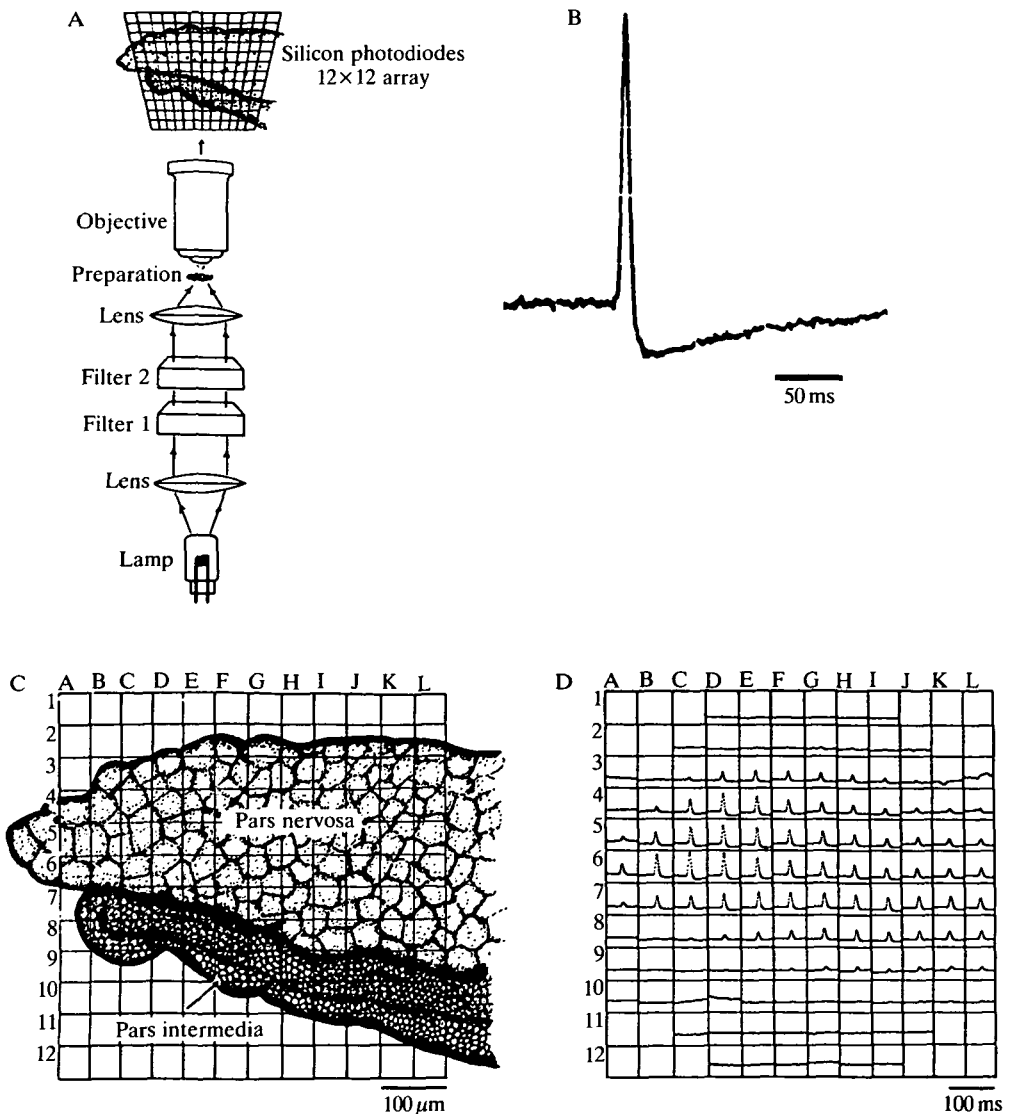 A
Silicon photodiodes
12×12 array
Objective
Preparation
Lens
Filter 2
Filter 1
Lens
Lamp
B
50 ms
C
A B C D E F G H I J K L
1
2
3
4
5
6
7
8
9
10
11
12
Pars nervosa
Pars intermedia
100 μm
D
A B C D E F G H I J K L
1
2
3
4
5
6
7
8
9
10
11
12
100 ms